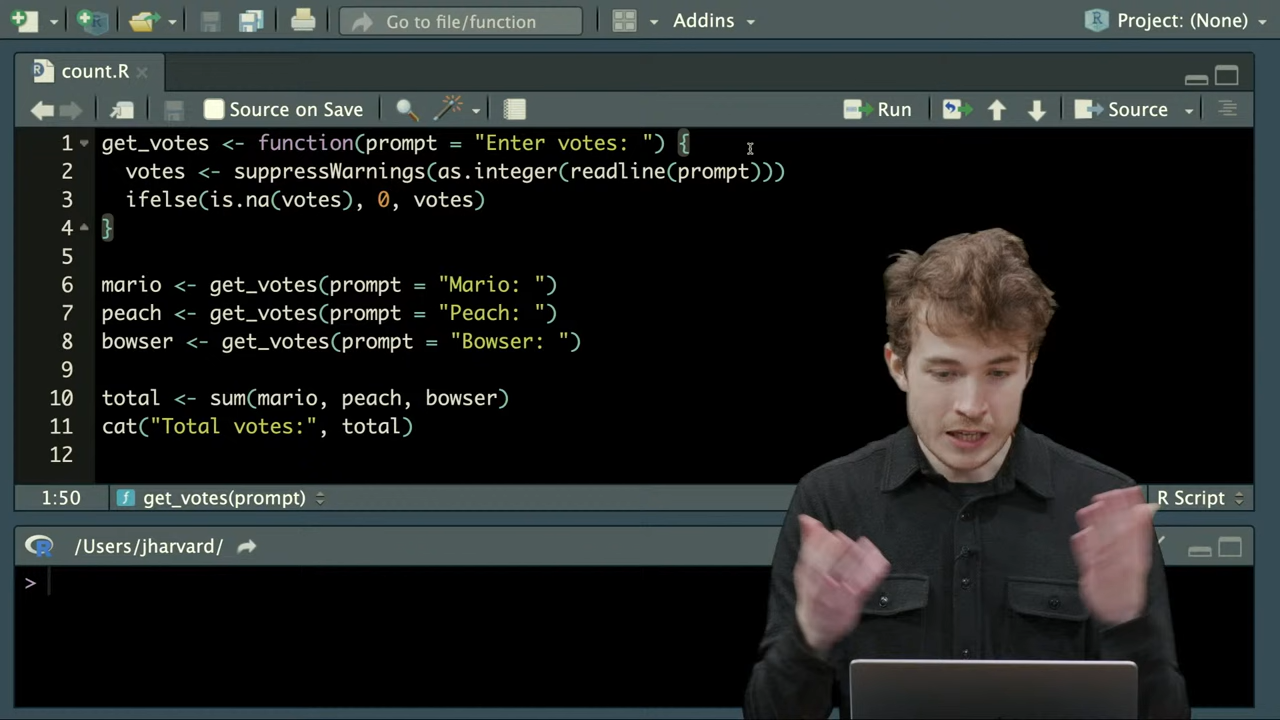 Go to file/function
Addins
Project: (None)
count.R
Source on Save
Run
Source
1 get_votes <- function(prompt = "Enter votes: ") {
2   votes <- suppressWarnings(as.integer(readline(prompt)))
3   ifelse(is.na(votes), 0, votes)
4 }
5
6 mario <- get_votes(prompt = "Mario: ")
7 peach <- get_votes(prompt = "Peach: ")
8 bowser <- get_votes(prompt = "Bowser: ")
9
10 total <- sum(mario, peach, bowser)
11 cat("Total votes:", total)
12
1:50
get_votes(prompt)
R Script
/Users/jharvard/
>